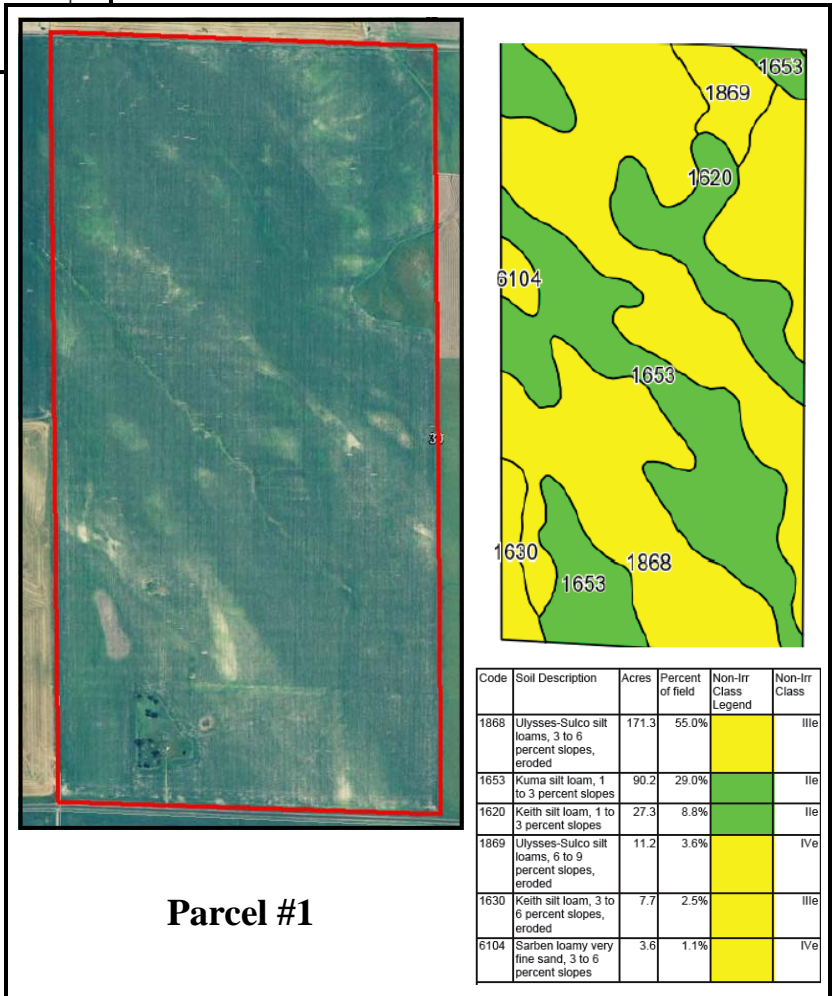 1653
1869
1620
6104
1653
1630
1868
1653
Code Soil Description Acres Percent of field Non-Irr Class Legend Non-Irr Class
1868 Ulysses-Sulco silt loams, 3 to 6 percent slopes, eroded 171.3 55.0% IIIe
1653 Kuma silt loam, 1 to 3 percent slopes 90.2 29.0% IIe
1620 Keith silt loam, 1 to 3 percent slopes 27.3 8.8% IIe
1869 Ulysses-Sulco silt loams, 6 to 9 percent slopes, eroded 11.2 3.6% IVe
1630 Keith silt loam, 3 to 6 percent slopes, eroded 7.7 2.5% IIIe
6104 Sarben loamy very fine sand, 3 to 6 percent slopes 3.6 1.1% IVe
Parcel #1